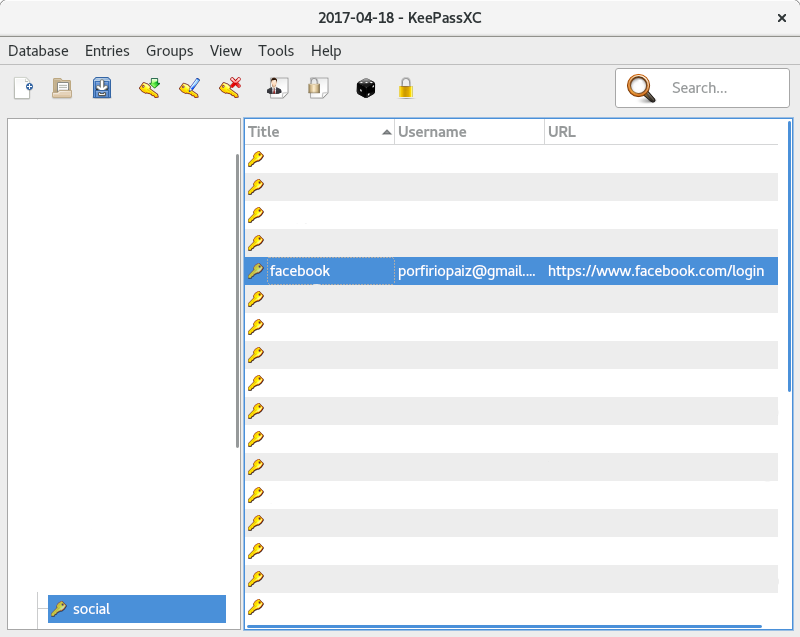 2017-04-18 - KeePassXC
Database Entries Groups View Tools Help
Search...
Title Username URL
facebook porfiriopaiz@gmail.... https://www.facebook.com/login
social